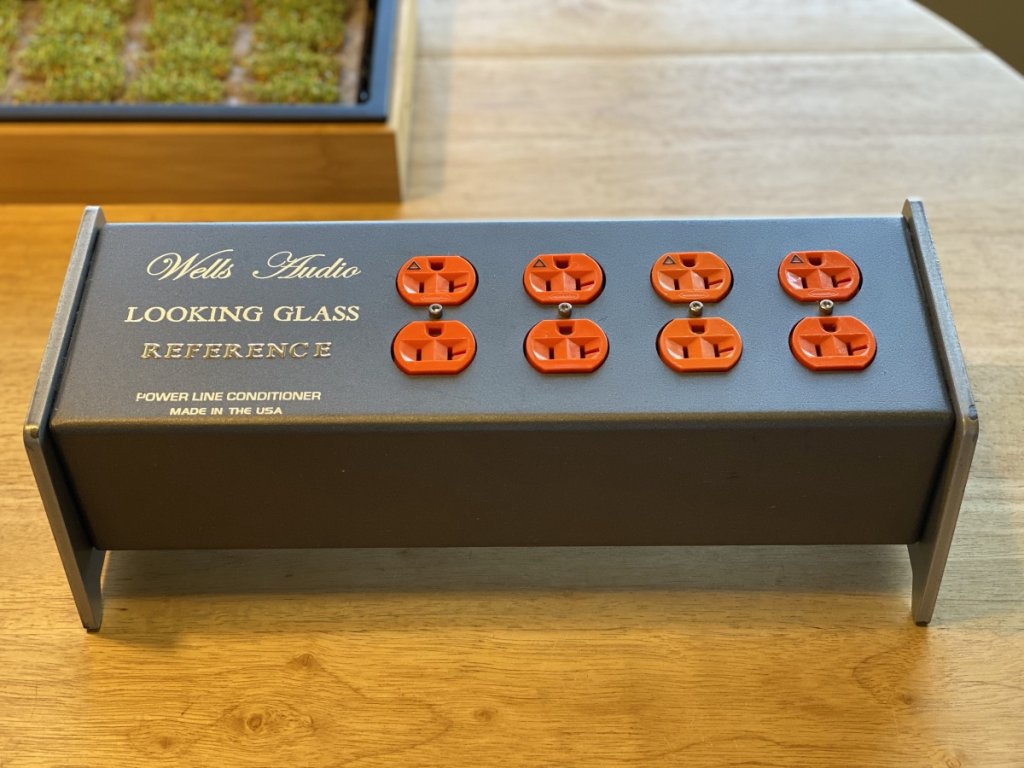 Wells Audio
LOOKING GLASS
REFERENCE
POWER LINE CONDITIONER
MADE IN THE USA